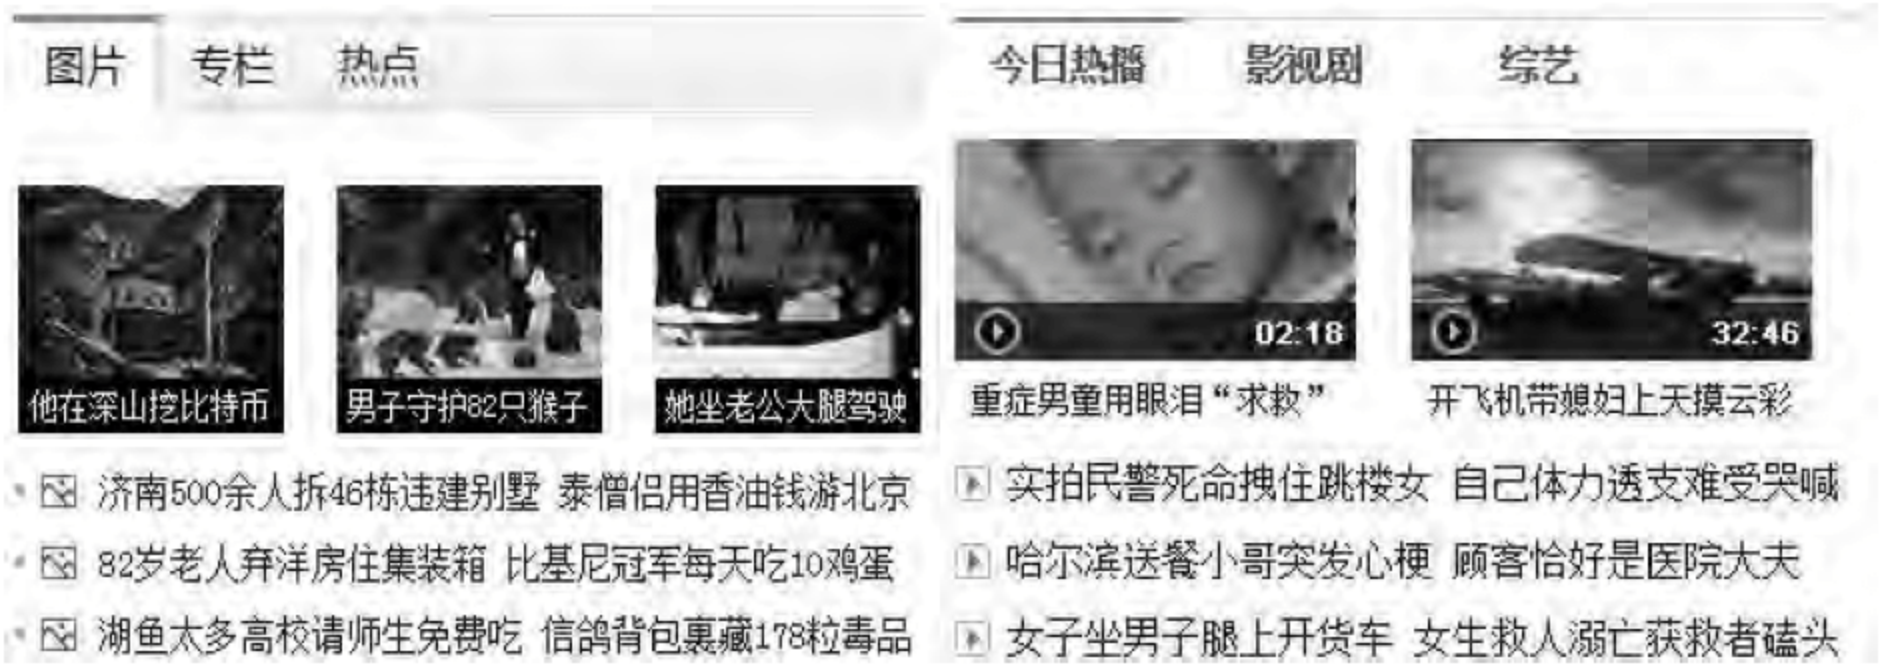 图片 专栏 热点
他在深山挖比特币
男子守护82只猴子
她坐老公大腿驾驶
济南500余人拆46栋违建别墅 泰僧侣用香油钱游北京
82岁老人弃洋房住集装箱 比基尼冠军每天吃10鸡蛋
湖鱼太多高校请师生免费吃 信鸽背包裹藏178粒毒品
今日热播 影视剧 综艺
02:18
32:46
重症男童用眼泪“求救”
开飞机带媳妇上天摸云彩
实拍民警死命拽住跳楼女 自己体力透支难受哭喊
哈尔滨送餐小哥突发心梗 顾客恰好是医院大夫
女子坐男子腿上开货车 女生救人溺亡获救者磕头